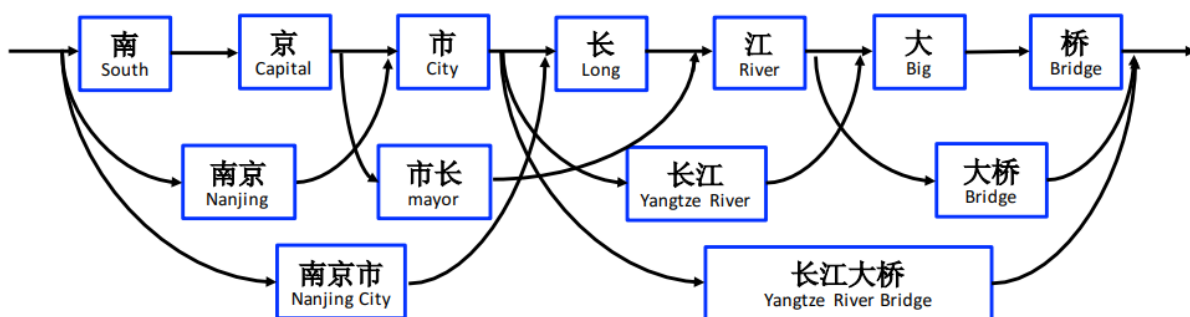 南
South
京
Capital
市
City
长
Long
江
River
大
Big
桥
Bridge
南京
Nanjing
市长
mayor
长江
Yangtze River
大桥
Bridge
南京市
Nanjing City
长江大桥
Yangtze River Bridge